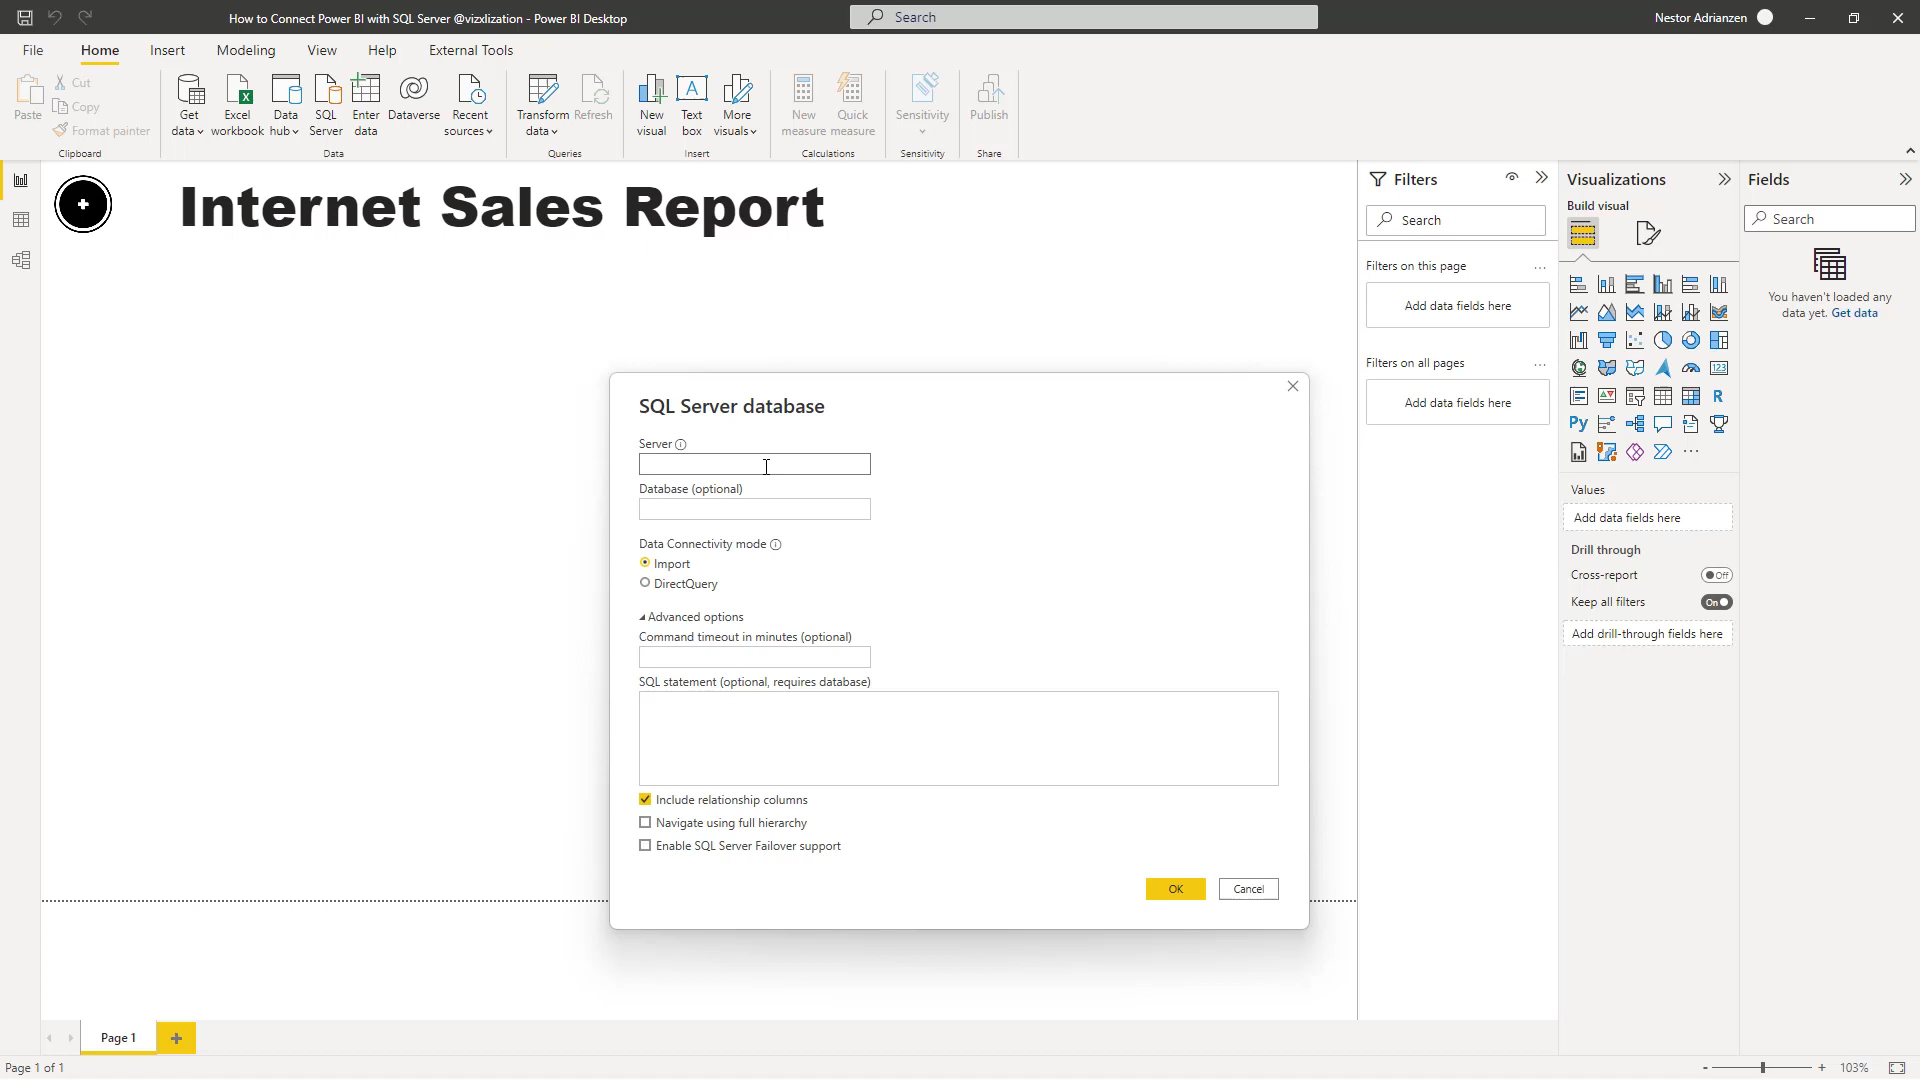 How to Connect Power BI with SQL Server @vizxlization - Power BI Desktop
Search
Nestor Adrianzen
File
Home
Insert
Modeling
View
Help
External Tools
Paste
Cut
Copy
Format painter
Clipboard
Get
data
Excel
workbook
Data
hub
SQL
Server
Enter
data
Dataverse
Recent
sources
Data
Transform
data
Refresh
Queries
New
visual
A
Text
box
More
visuals
Insert
New
measure
Quick
measure
Calculations
Sensitivity
Sensitivity
Publish
Share
Internet Sales Report
Filters
Search
Filters on this page
...
Add data fields here
Filters on all pages
...
Add data fields here
Visualizations
Build visual
123
R
Py
...
Values
Add data fields here
Drill through
Cross-report
Off
Keep all filters
On
Add drill-through fields here
Fields
Search
You haven't loaded any
data yet. Get data
SQL Server database
Server
Database (optional)
Data Connectivity mode
Import
DirectQuery
Advanced options
Command timeout in minutes (optional)
SQL statement (optional, requires database)
Include relationship columns
Navigate using full hierarchy
Enable SQL Server Failover support
OK
Cancel
Page 1
+
Page 1 of 1
- + 103%